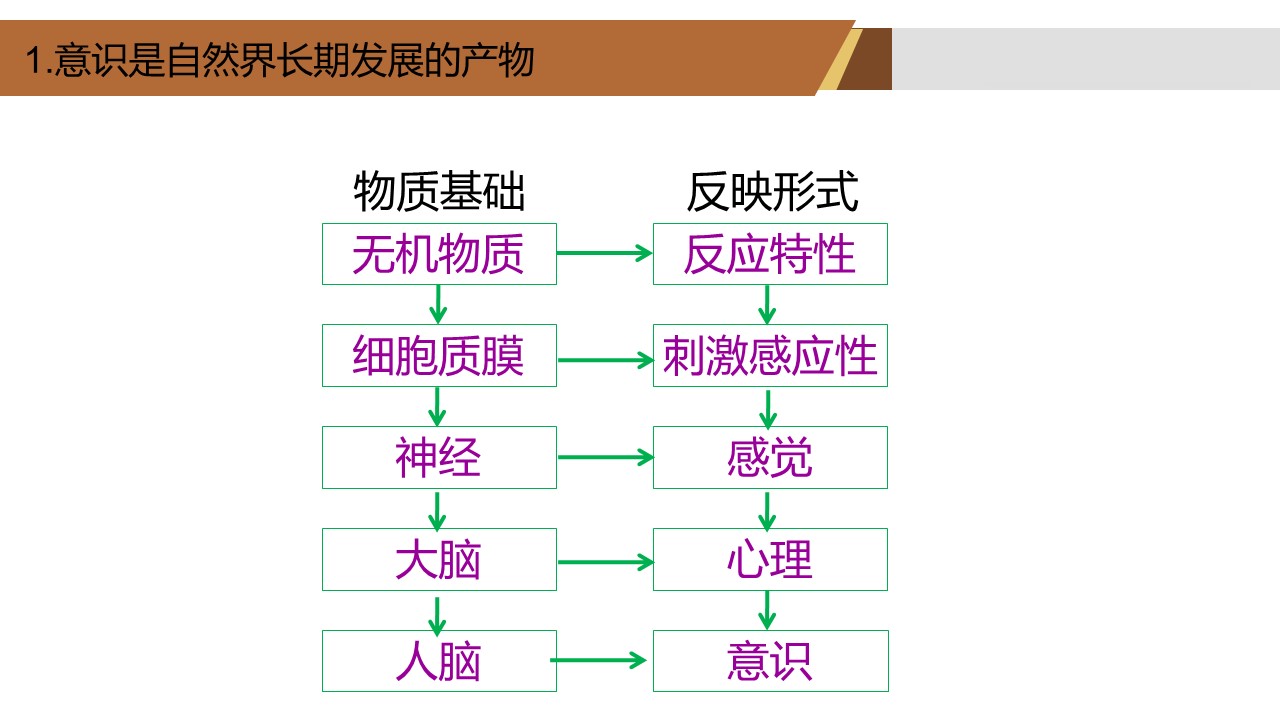 1.意识是自然界长期发展的产物
物质基础 反映形式
无机物质 反应特性
细胞质膜 刺激感应性
神经 感觉
大脑 心理
人脑 意识